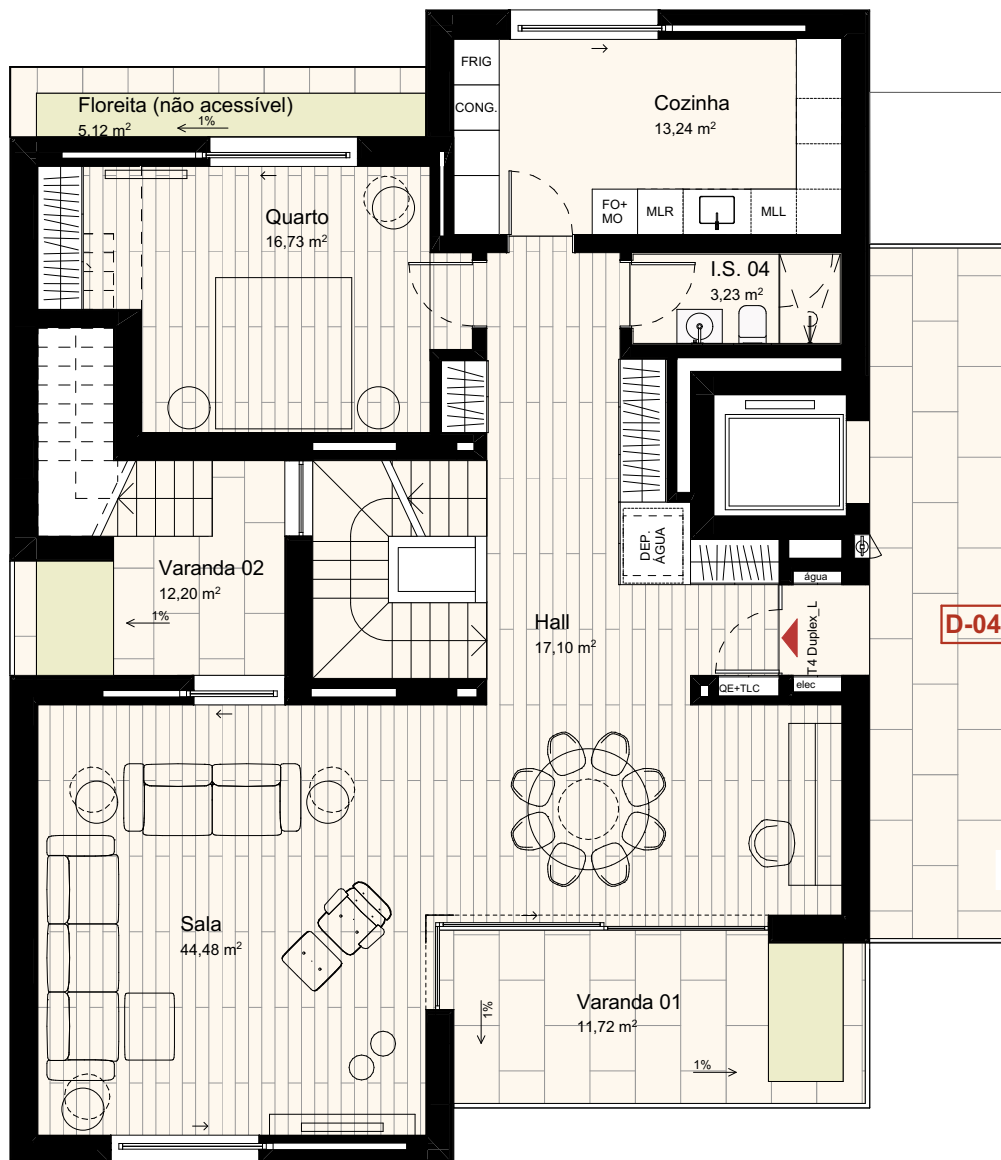 FRIG
CONG.
Cozinha
13,24 m²
Floreita (não acessível)
5,12 m²
1%
FO+
MO
MLR
MLL
Quarto
16,73 m²
I.S. 04
3,23 m²
DEP.
ÁGUA
Varanda 02
12,20 m²
1%
água
Hall
17,10 m²
T4 Duplex_L
D-04
QE+TLC
elec
Sala
44,48 m²
Varanda 01
11,72 m²
1%
1%